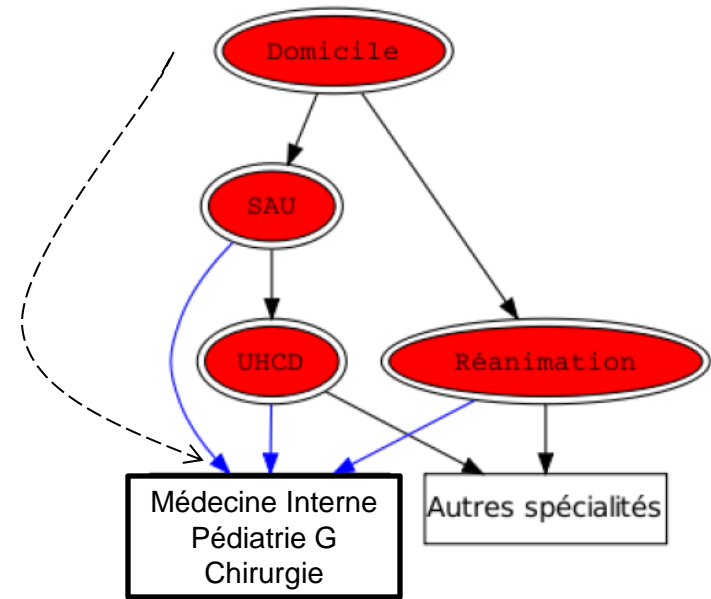 Domicile
SAU
UHCD
Réanimation
Médecine Interne
Pédiatrie G
Chirurgie
Autres spécialités